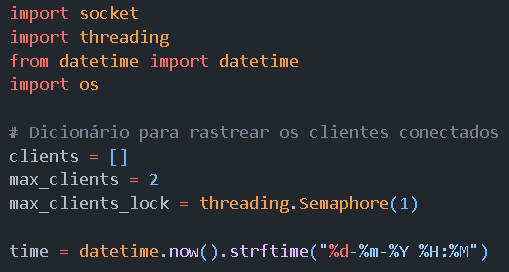 import socket
import threading
from datetime import datetime
import os
# Dicionário para rastrear os clientes conectados
clients = []
max_clients = 2
max_clients_lock = threading.Semaphore(1)
time = datetime.now().strftime("%d-%m-%Y %H:%M")